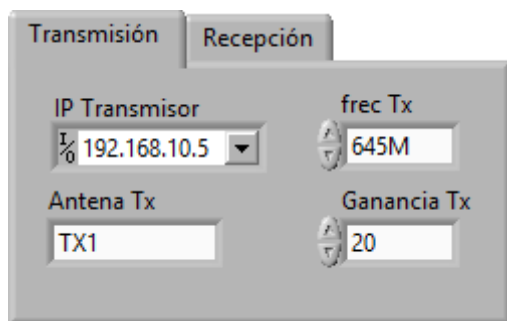 Transmisión Recepción
IP Transmisor frec Tx
I/O 192.168.10.5 645M
Antena Tx Ganancia Tx
TX1 20